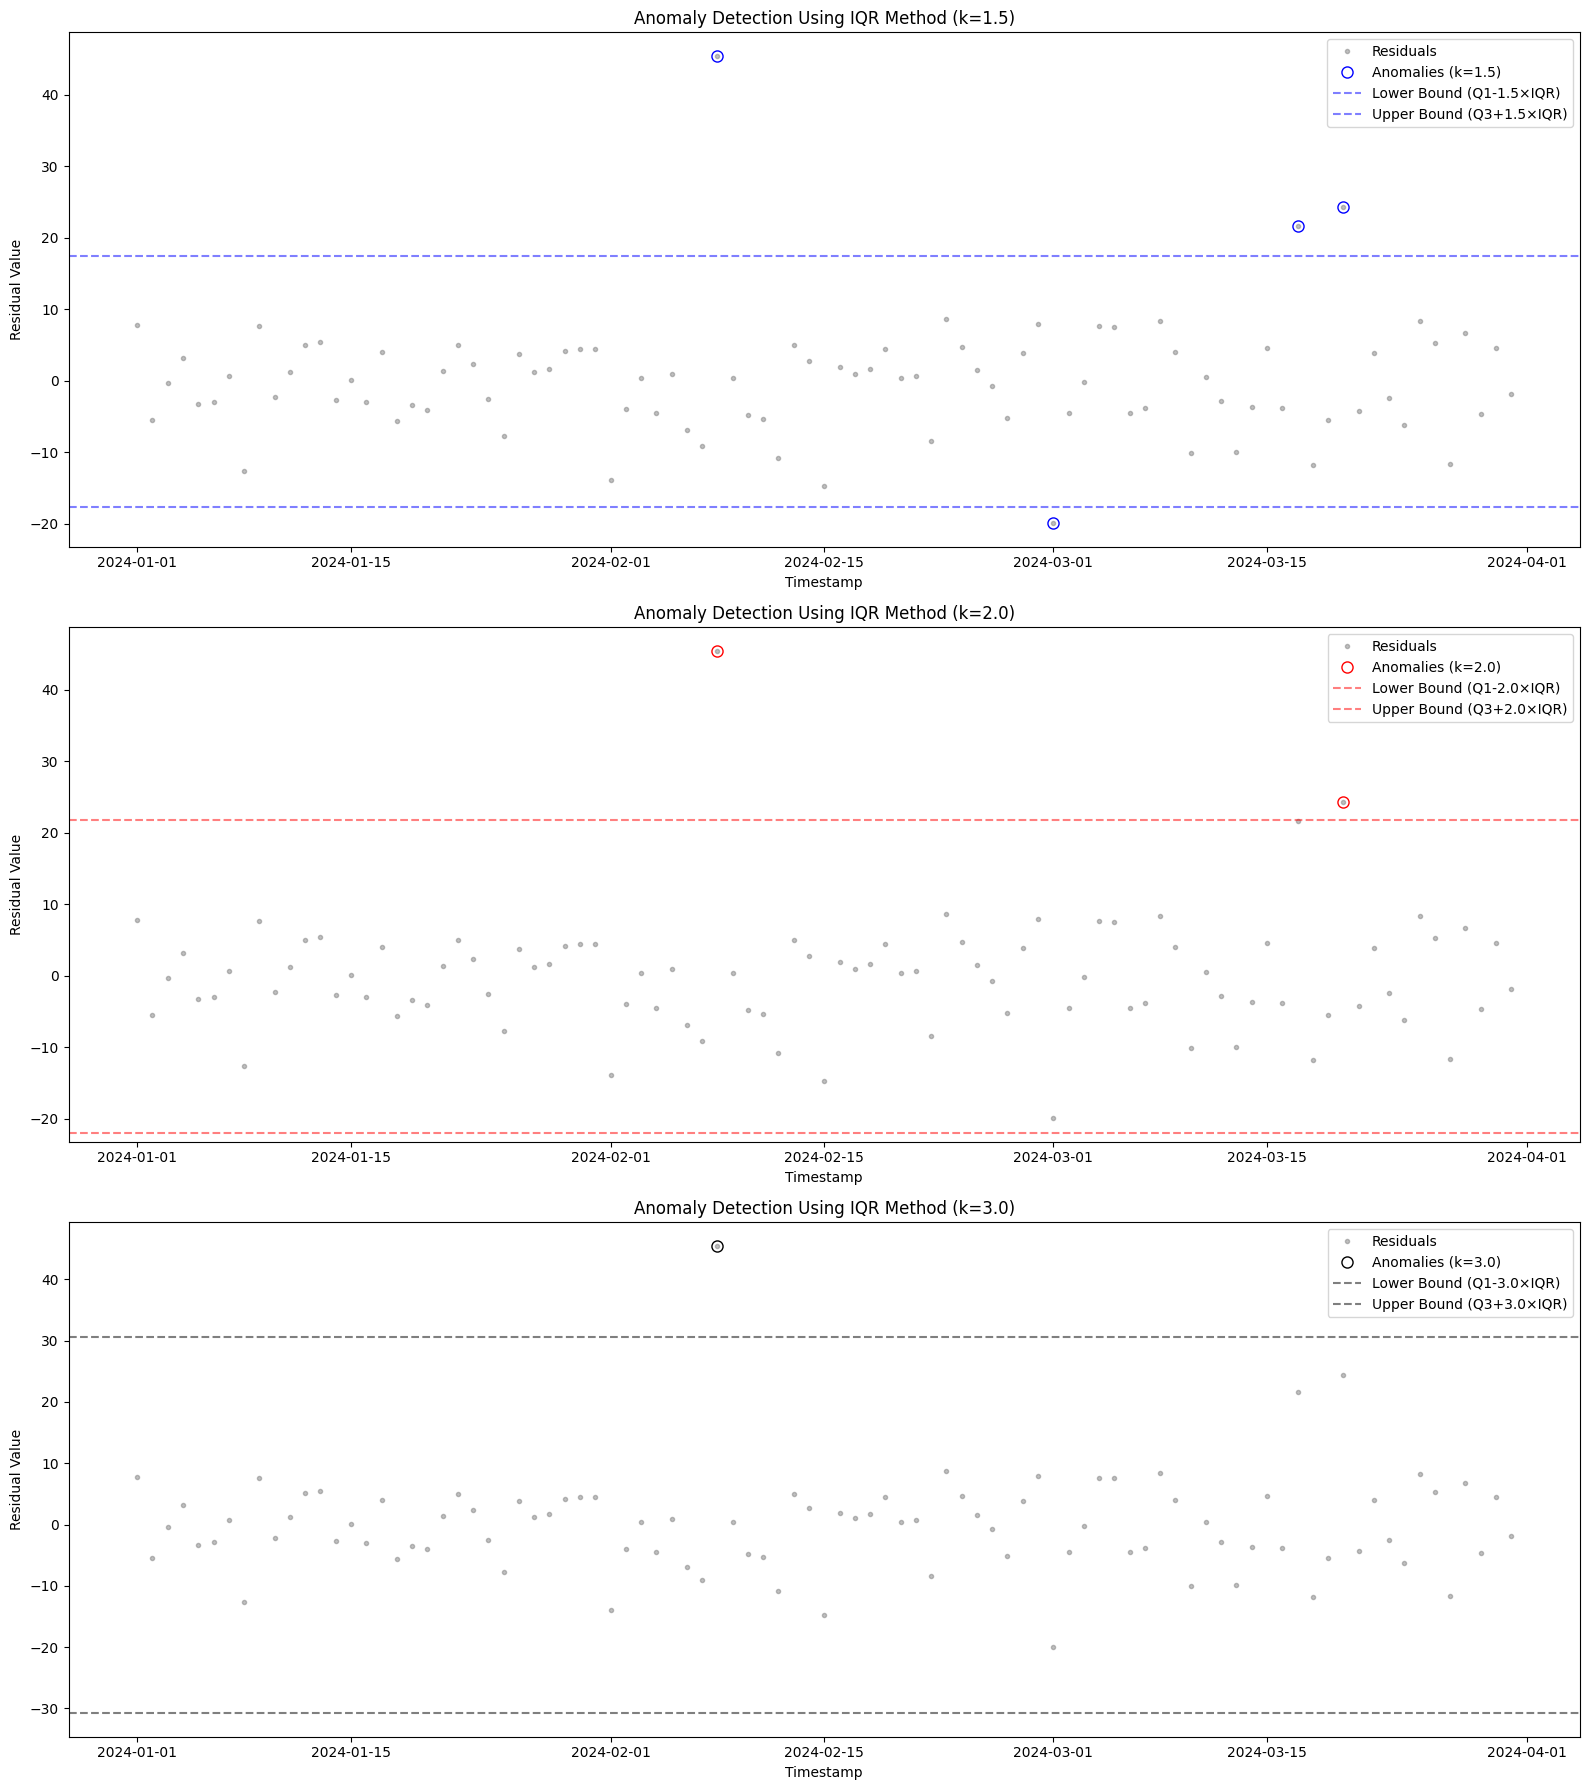 Anomaly Detection Using IQR Method (k=1.5)
Residuals
Anomalies (k=1.5)
Lower Bound (Q1-1.5×IQR)
Upper Bound (Q3+1.5×IQR)
Residual Value
40
30
20
10
0
−10
−20
2024-01-01
2024-01-15
2024-02-01
2024-02-15
2024-03-01
2024-03-15
2024-04-01
Timestamp
Anomaly Detection Using IQR Method (k=2.0)
Residuals
Anomalies (k=2.0)
Lower Bound (Q1-2.0×IQR)
Upper Bound (Q3+2.0×IQR)
Residual Value
40
30
20
10
0
−10
−20
2024-01-01
2024-01-15
2024-02-01
2024-02-15
2024-03-01
2024-03-15
2024-04-01
Timestamp
Anomaly Detection Using IQR Method (k=3.0)
Residuals
Anomalies (k=3.0)
Lower Bound (Q1-3.0×IQR)
Upper Bound (Q3+3.0×IQR)
Residual Value
40
30
20
10
0
−10
−20
−30
2024-01-01
2024-01-15
2024-02-01
2024-02-15
2024-03-01
2024-03-15
2024-04-01
Timestamp